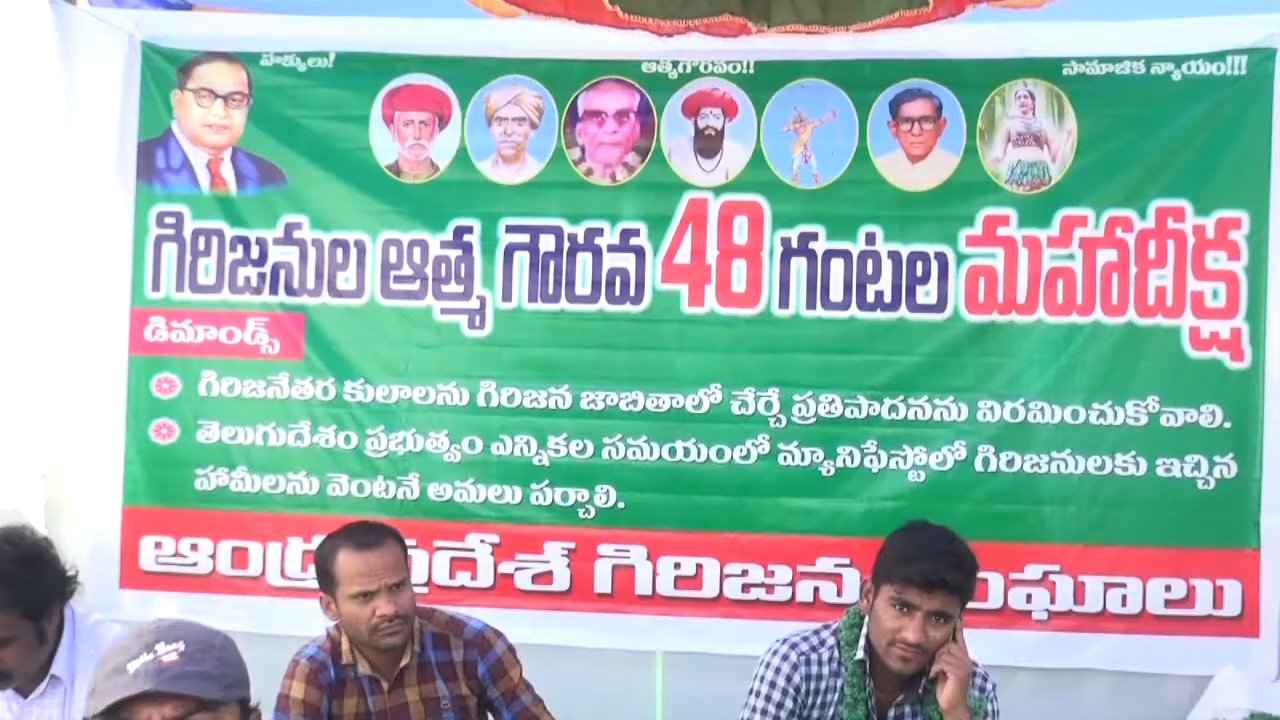 హక్కులు! ఆత్మగౌరవం!! సామాజిక న్యాయం!!!
గిరిజనుల ఆత్మ గౌరవ 48 గంటల మహాదీక్ష
డిమాండ్స్
గిరిజనేతర కులాలను గిరిజన జాబితాలో చేర్చే ప్రతిపాదనను విరమించుకోవాలి.
తెలుగుదేశం ప్రభుత్వం ఎన్నికల సమయంలో మ్యానిఫేస్టోలో గిరిజనులకు ఇచ్చిన
హామీలను వెంటనే అమలు పర్చాలి.
ఆంధ్రప్రదేశ్ గిరిజన సంఘాలు